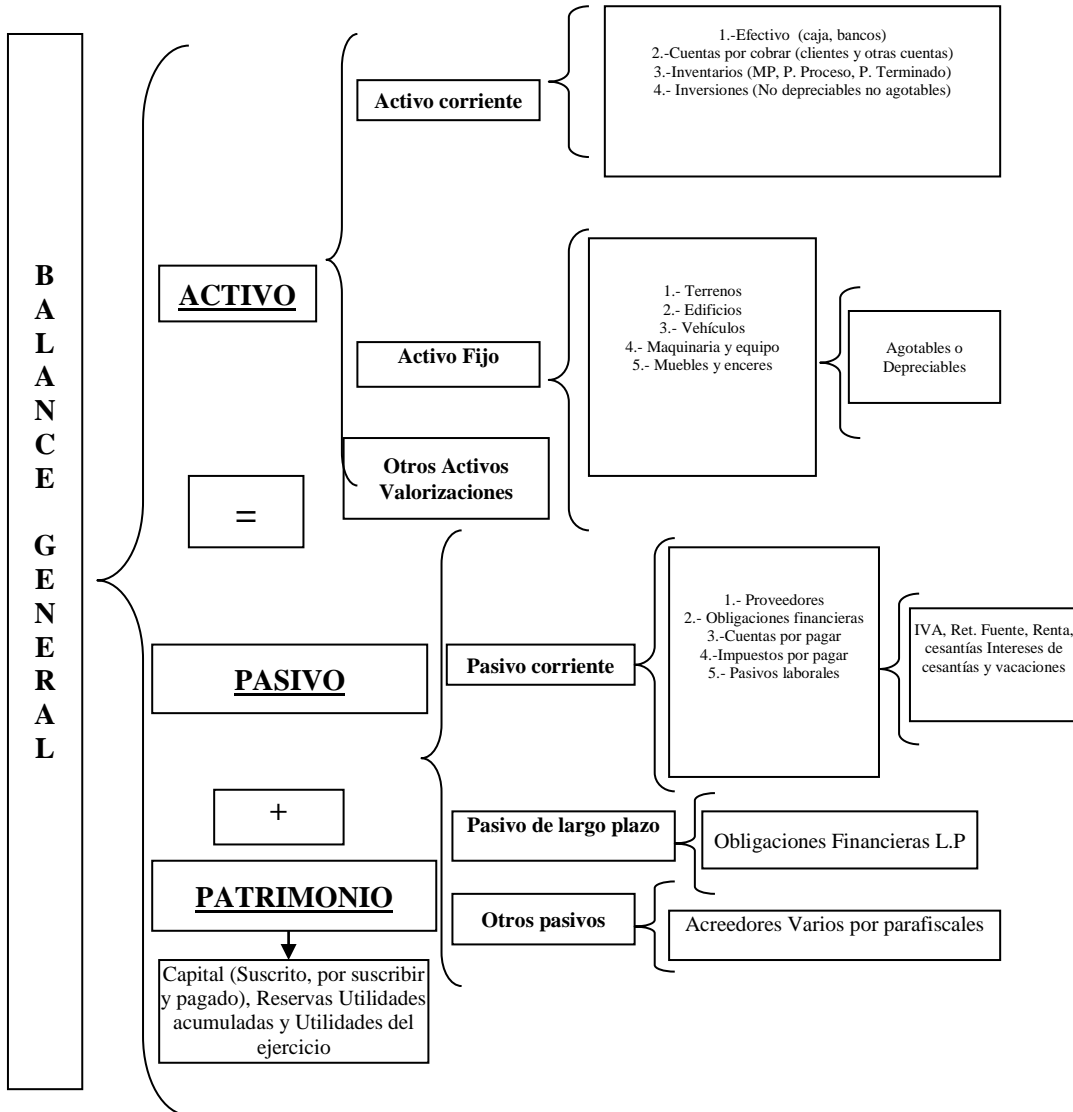 BALANCE GENERAL
ACTIVO
=
PASIVO
+
PATRIMONIO
Capital (Suscrito, por suscribir
y pagado), Reservas Utilidades
acumuladas y Utilidades del
ejercicio
Activo corriente
1.-Efectivo (caja, bancos)
2.-Cuentas por cobrar (clientes y otras cuentas)
3.-Inventarios (MP, P. Proceso, P. Terminado)
4.- Inversiones (No depreciables no agotables)
Activo Fijo
1.- Terrenos
2.- Edificios
3.- Vehículos
4.- Maquinaria y equipo
5.- Muebles y enceres
Agotables o
Depreciables
Otros Activos
Valorizaciones
Pasivo corriente
1.- Proveedores
2.- Obligaciones financieras
3.-Cuentas por pagar
4.-Impuestos por pagar
5.- Pasivos laborales
IVA, Ret. Fuente, Renta,
cesantías Intereses de
cesantías y vacaciones
Pasivo de largo plazo
Obligaciones Financieras L.P
Otros pasivos
Acreedores Varios por parafiscales